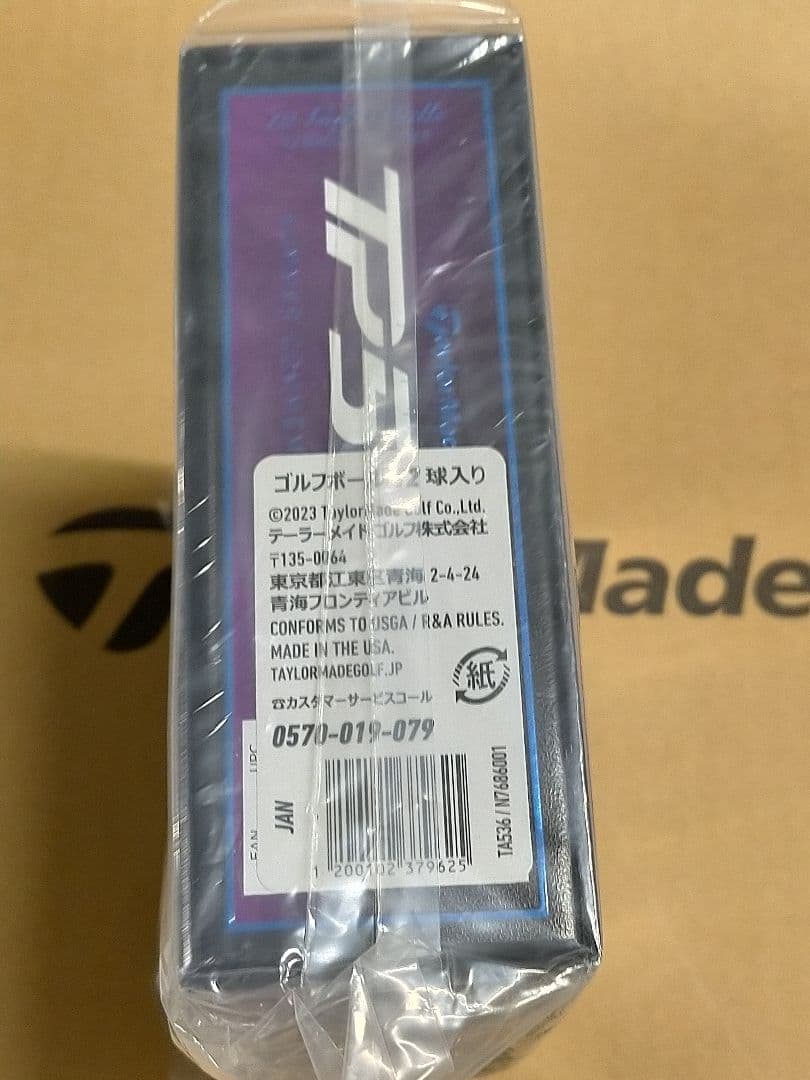 TP5
ゴルフボール 12球入り
©2023 TaylorMade Golf Co.,Ltd.
テーラーメイド ゴルフ株式会社
〒135-0064
東京都江東区青海 2-4-24
青海フロンティアビル
CONFORMS TO USGA / R&A RULES.
MADE IN THE USA.
TAYLORMADEGOLF.JP
紙
☎カスタマーサービスコール
0570-019-079
UPC
EAN
JAN
1 200102 379625
TA536 / N7686001
Made